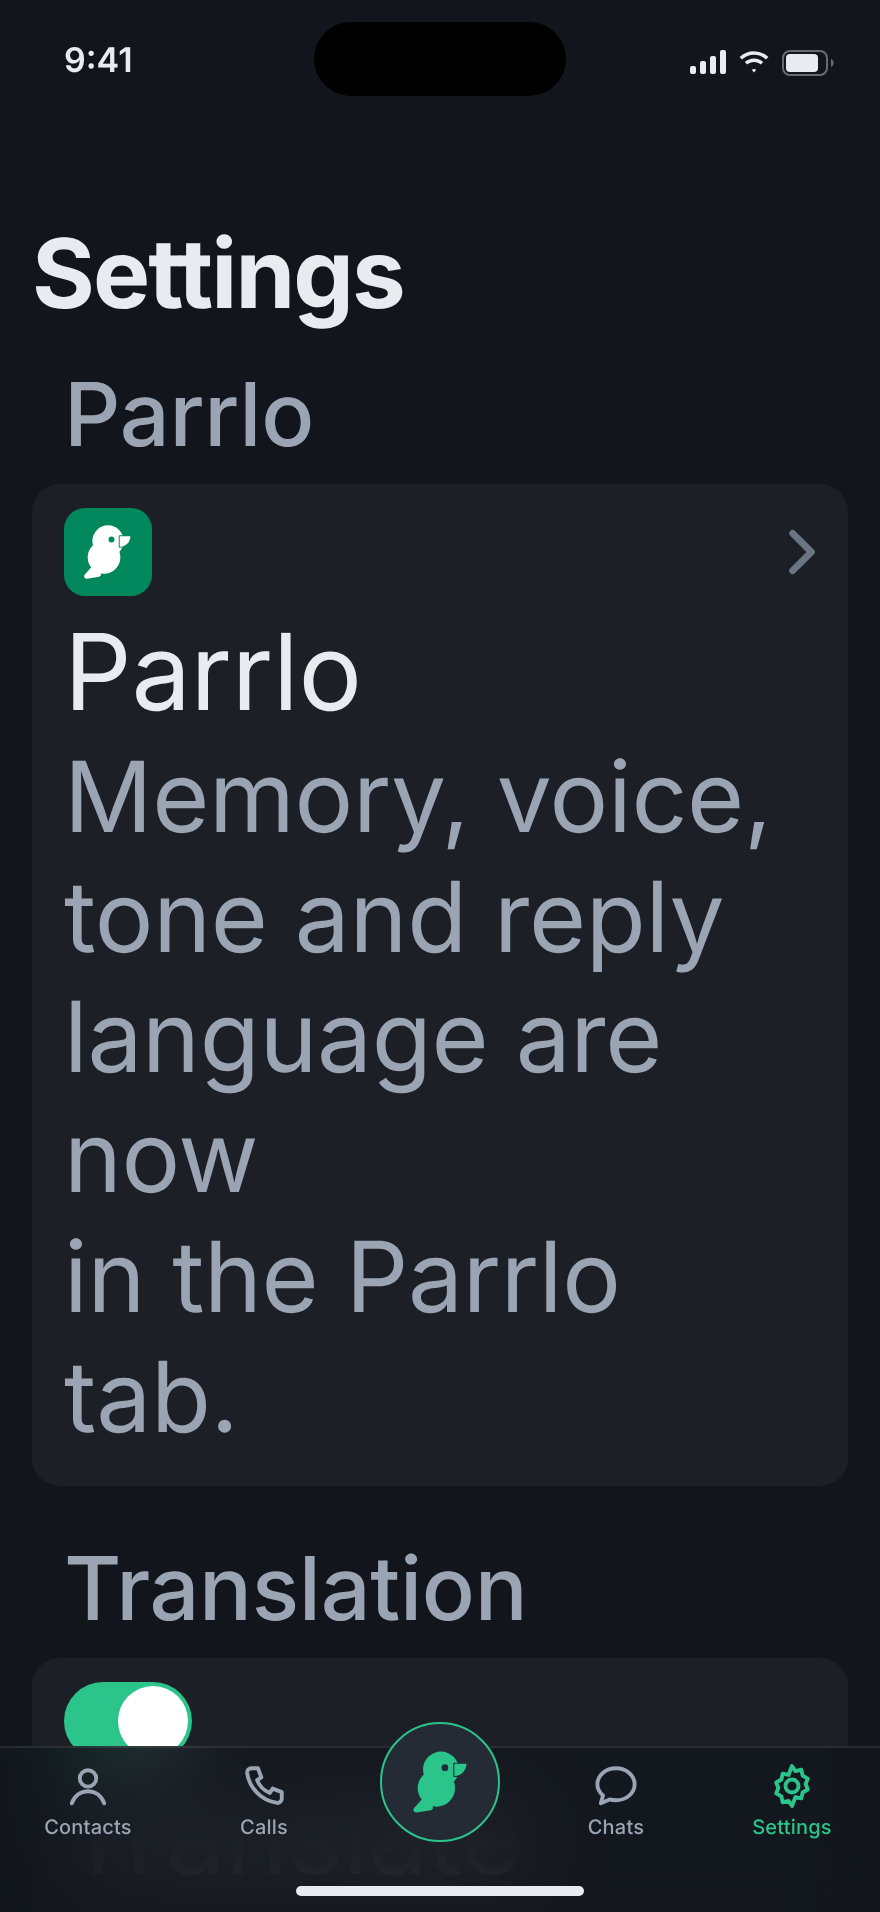 9:41
Settings
Parrlo
Parrlo
Memory, voice,
tone and reply
language are
now
in the Parrlo
tab.
Translation
Translate
Contacts
Calls
Chats
Settings